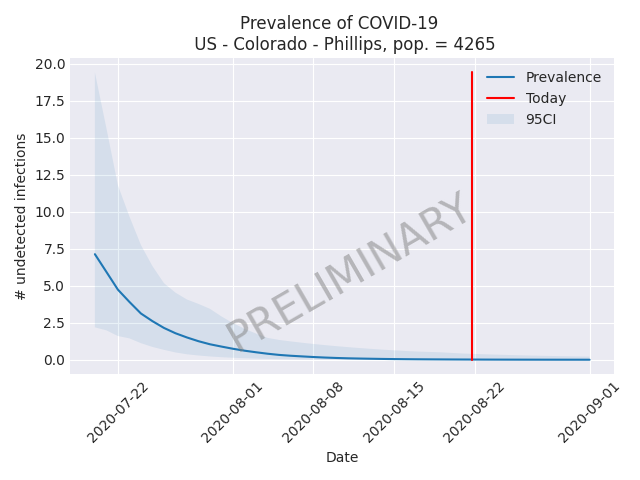 Prevalence of COVID-19
US - Colorado - Phillips, pop. = 4265
20.0
17.5
15.0
12.5
10.0
7.5
5.0
2.5
0.0
# undetected infections
Prevalence
Today
95CI
PRELIMINARY
2020-07-22
2020-08-01
2020-08-08
2020-08-15
2020-08-22
2020-09-01
Date